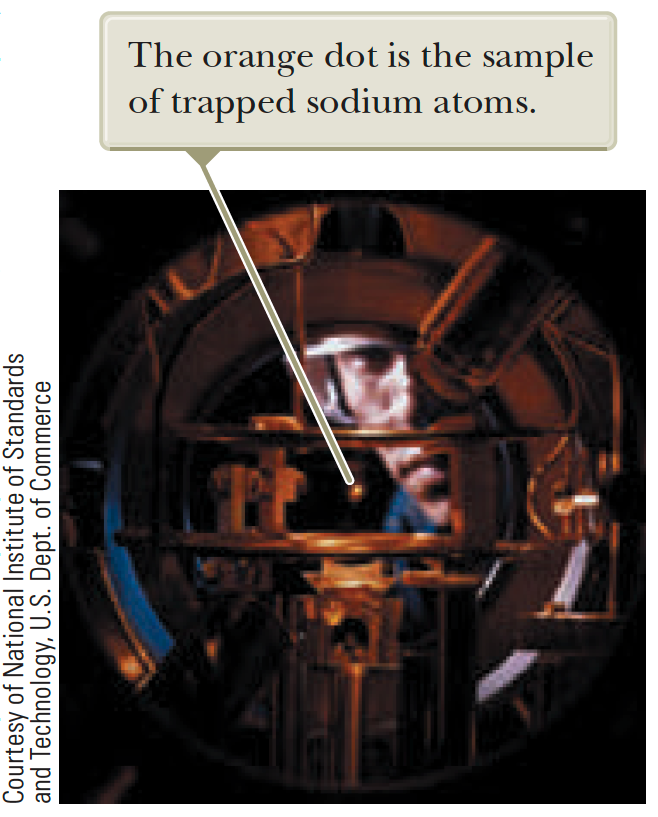 The orange dot is the sample
of trapped sodium atoms.
Courtesy of National Institute of Standards
and Technology, U.S. Dept. of Commerce